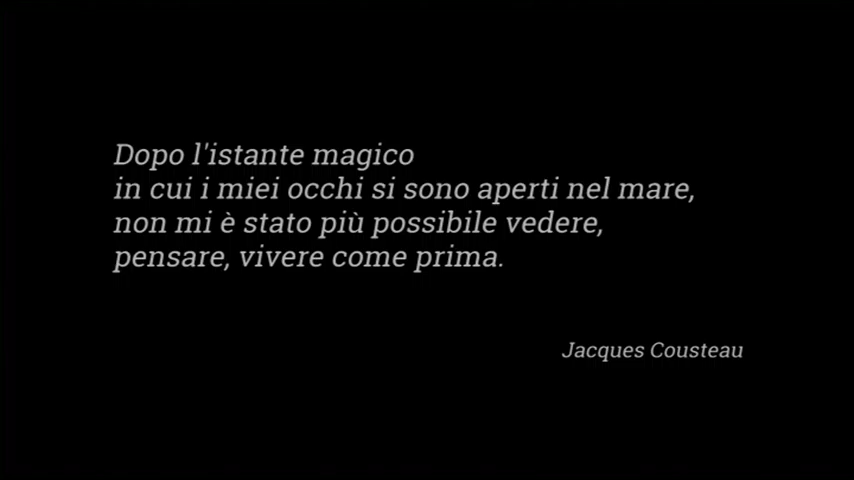 Dopo l'istante magico
in cui i miei occhi si sono aperti nel mare,
non mi è stato più possibile vedere,
pensare, vivere come prima.
Jacques Cousteau